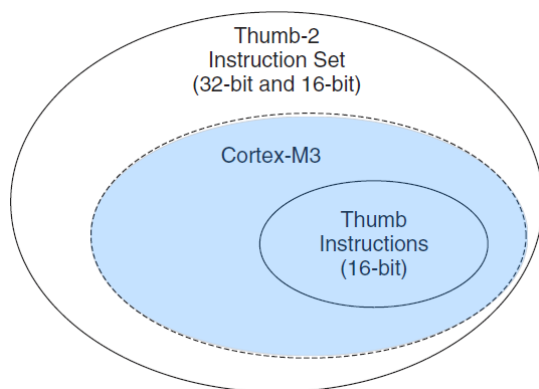 Thumb-2
Instruction Set
(32-bit and 16-bit)
Cortex-M3
Thumb
Instructions
(16-bit)